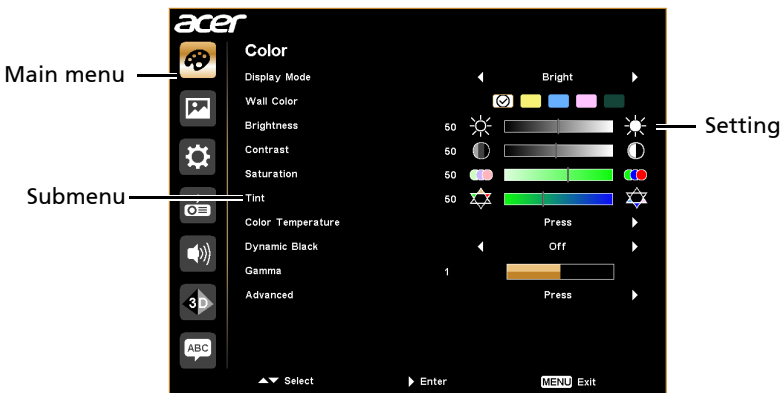 acer
Color
Main menu
Display Mode Bright
Wall Color
Brightness 50
Setting
Contrast 50
Saturation 50
Submenu
Tint 50
Color Temperature Press
Dynamic Black Off
Gamma 1
3D
Advanced Press
ABC
Select Enter MENU Exit